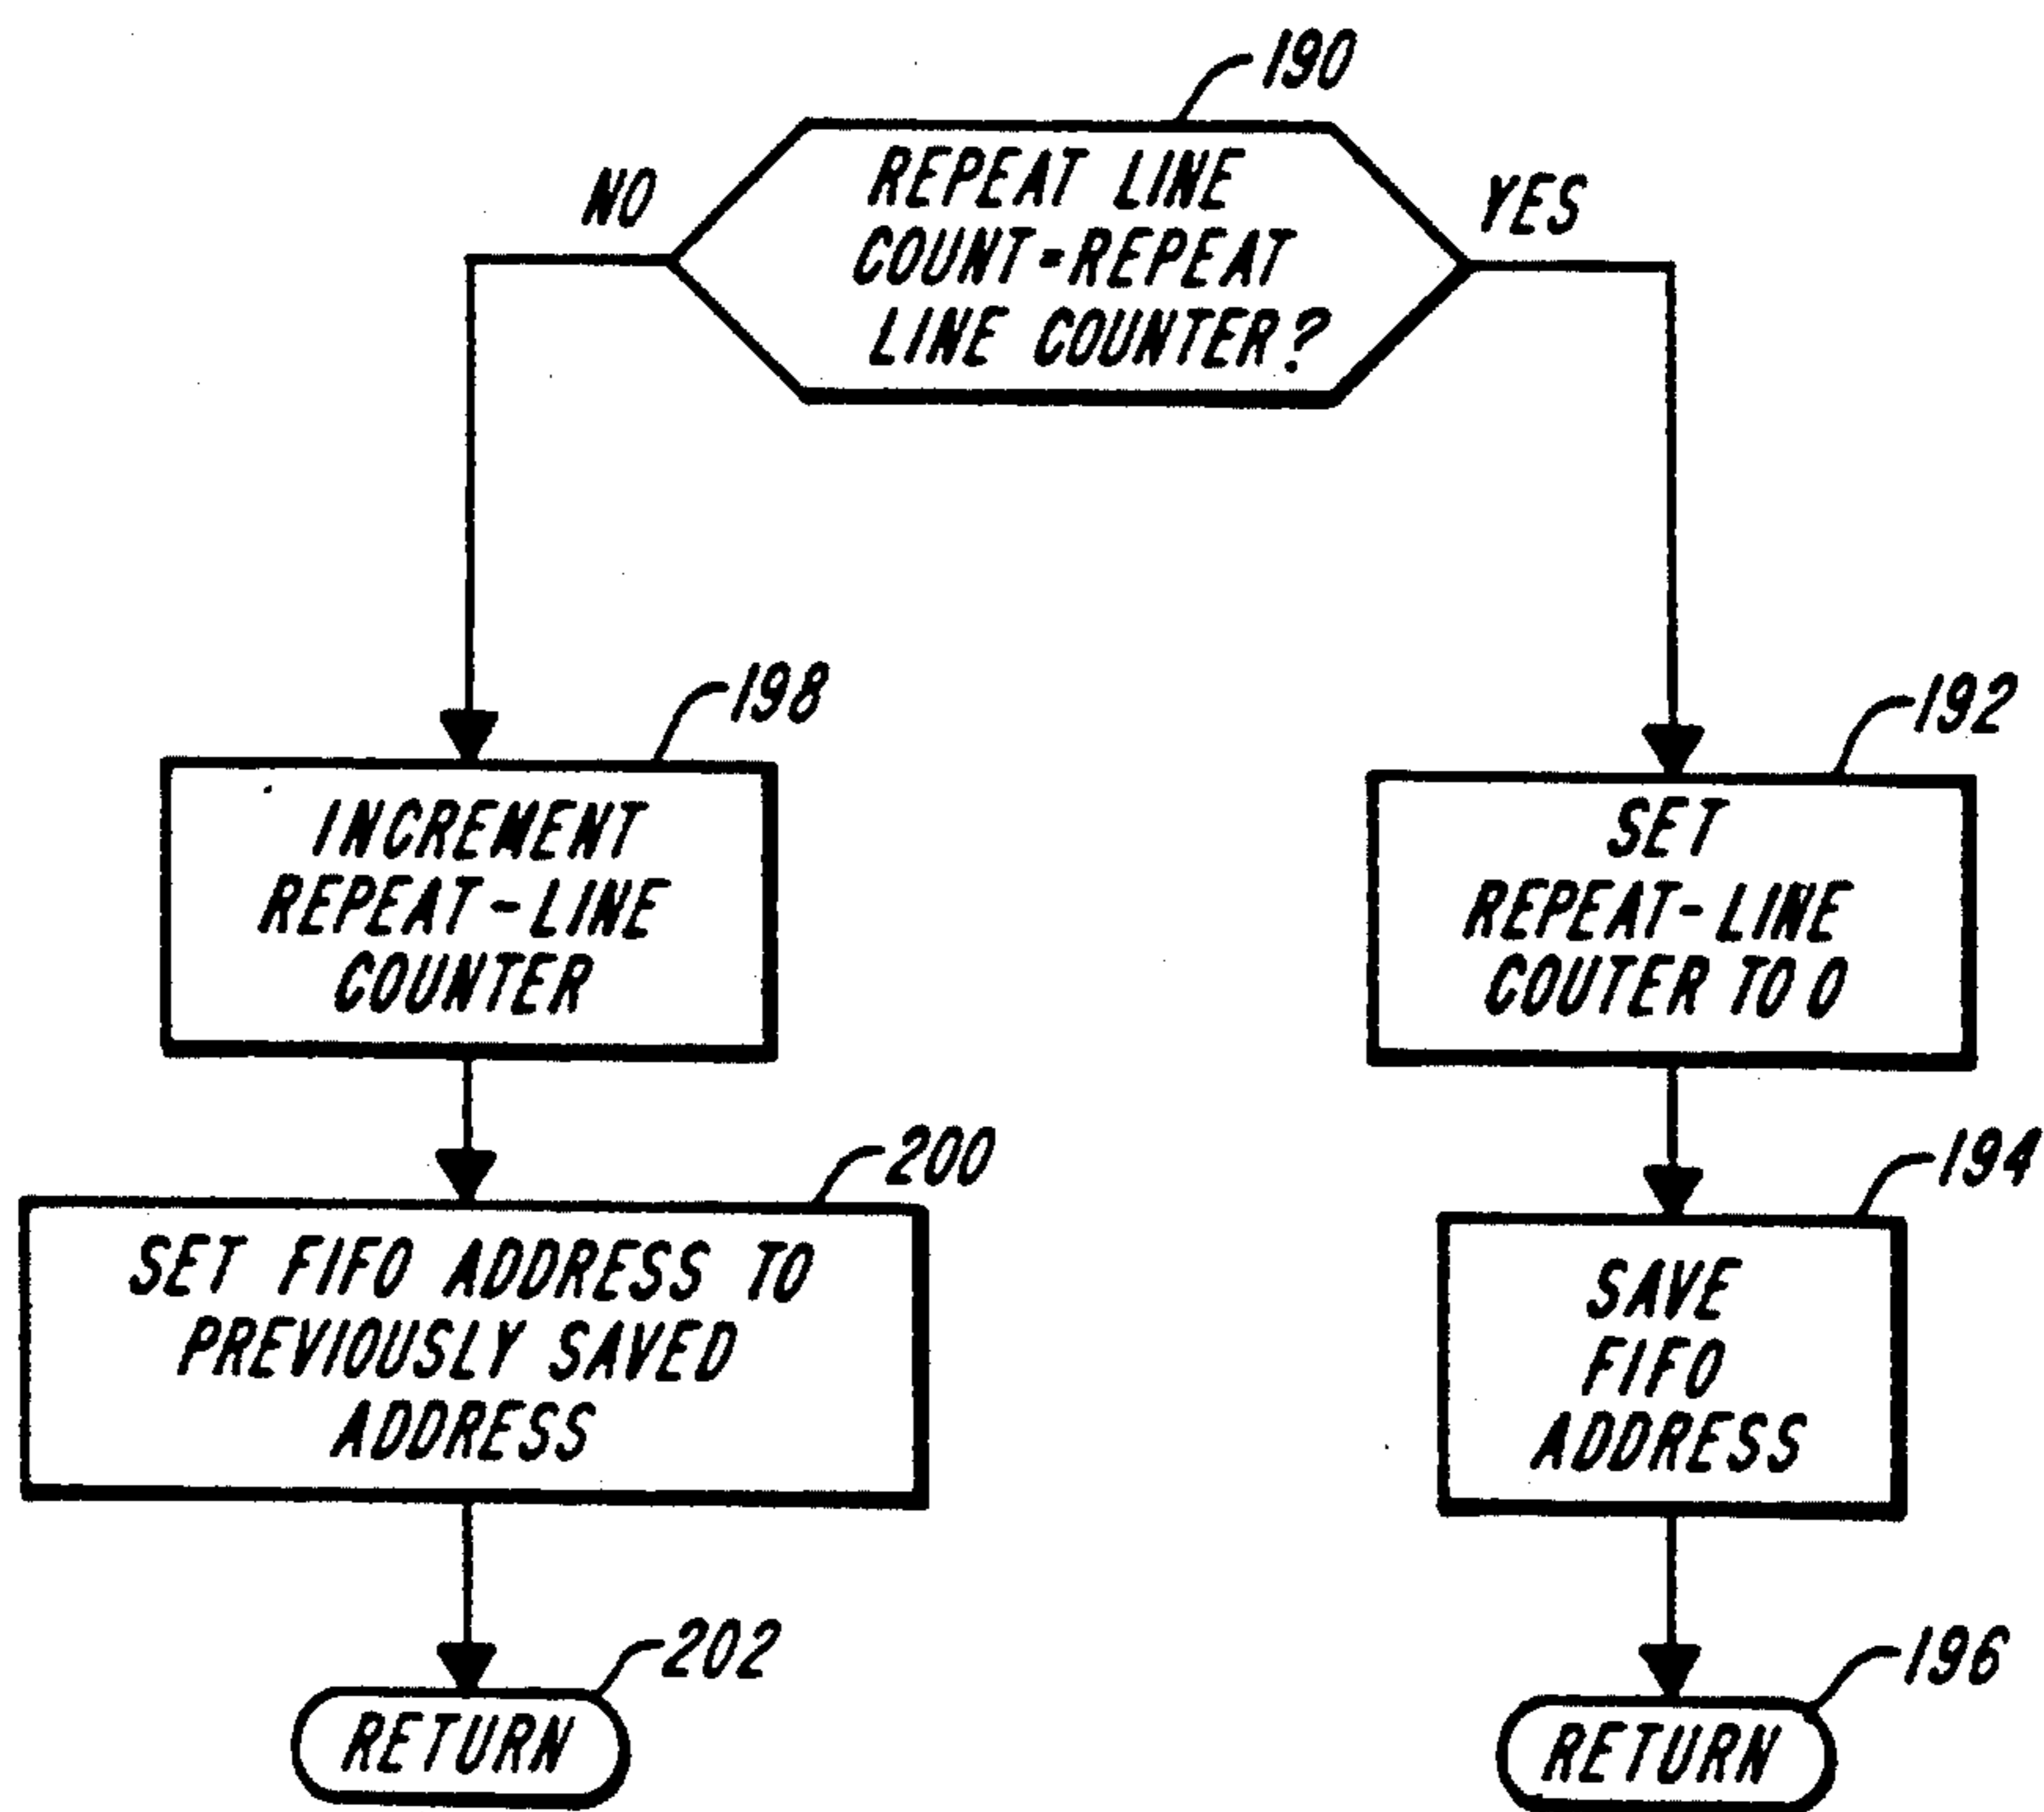 190
REPEAT LINE
COUNT=REPEAT
LINE COUNTER?
NO
YES
198
INCREMENT
REPEAT-LINE
COUNTER
192
SET
REPEAT-LINE
COUTER TO 0
200
SET FIFO ADDRESS TO
PREVIOUSLY SAVED
ADDRESS
194
SAVE
FIFO
ADDRESS
202
RETURN
196
RETURN